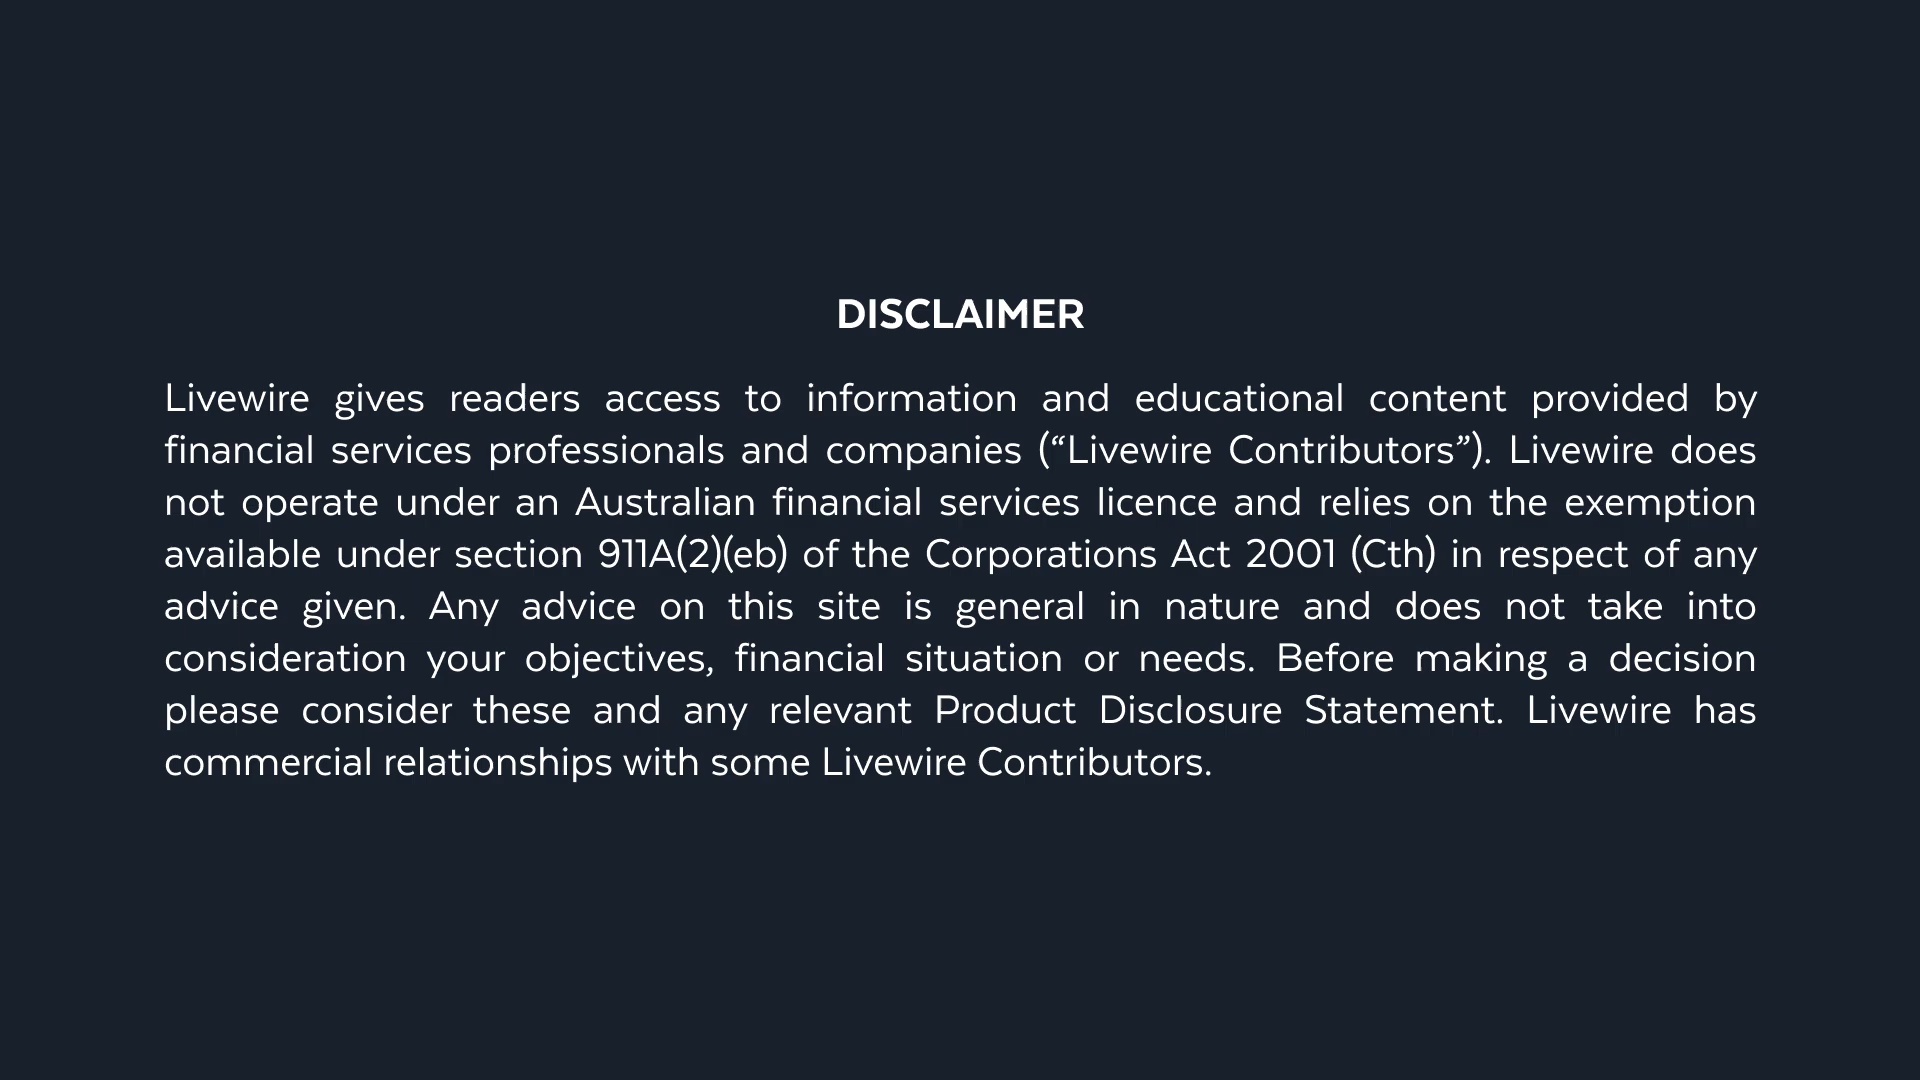 DISCLAIMER
Livewire gives readers access to information and educational content provided by
financial services professionals and companies (“Livewire Contributors”). Livewire does
not operate under an Australian financial services licence and relies on the exemption
available under section 911A(2)(eb) of the Corporations Act 2001 (Cth) in respect of any
advice given. Any advice on this site is general in nature and does not take into
consideration your objectives, financial situation or needs. Before making a decision
please consider these and any relevant Product Disclosure Statement. Livewire has
commercial relationships with some Livewire Contributors.